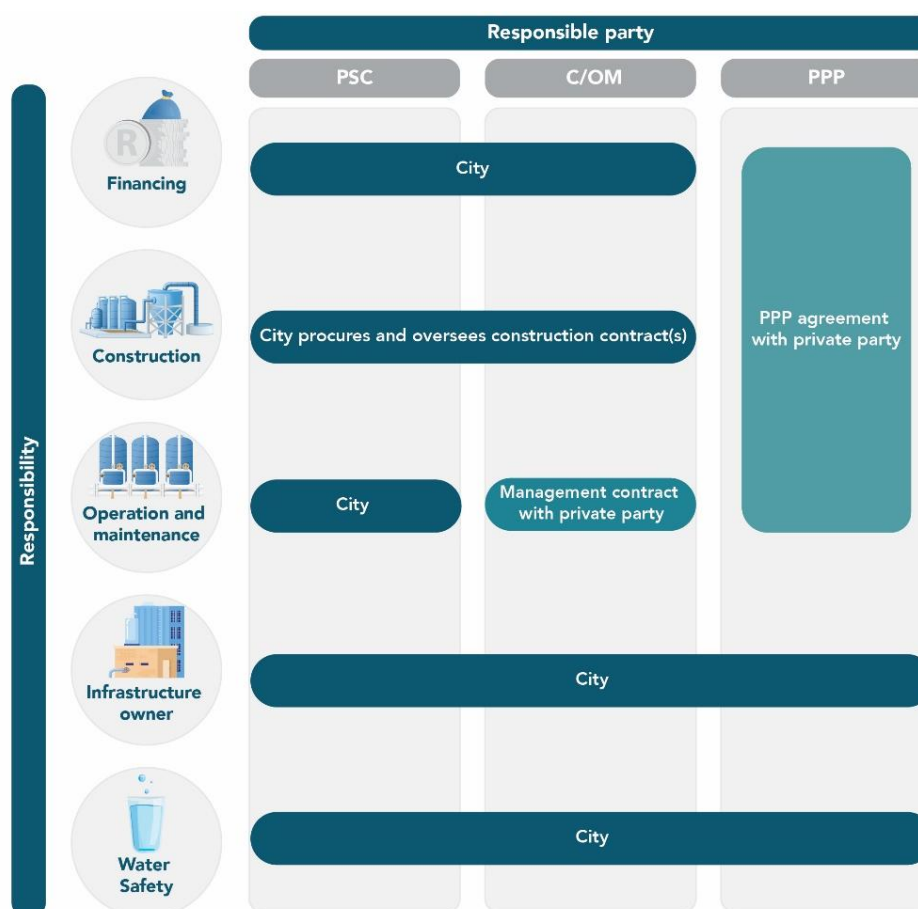 Responsible party
PSC
C/OM
PPP
Responsibility
R
Financing
City
Construction
City procures and oversees construction contract(s)
PPP agreement
with private party
Operation and
maintenance
City
Management contract
with private party
Infrastructure
owner
City
Water
Safety
City